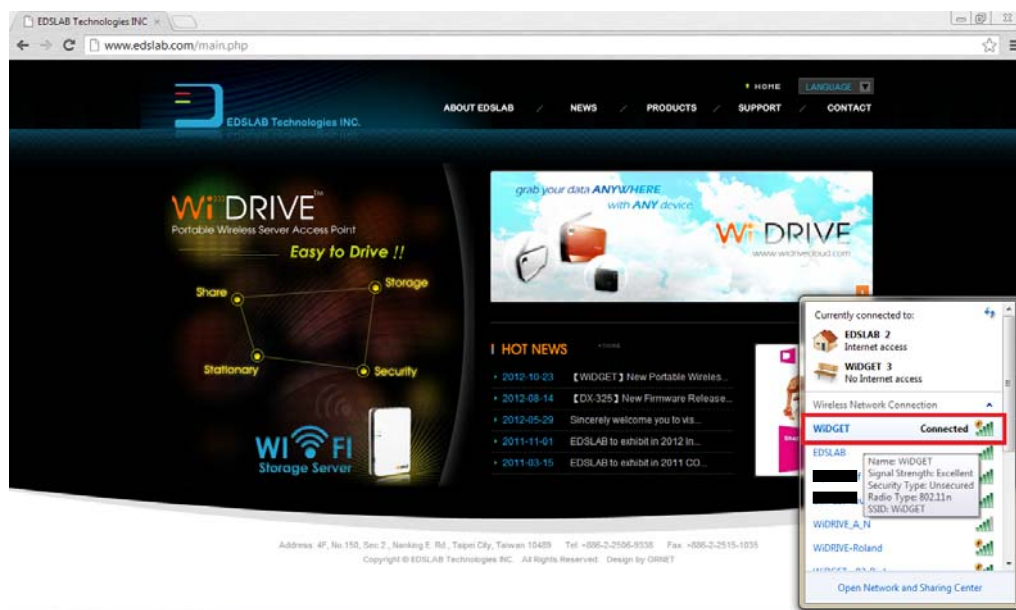 EDSLAB Technologies INC
www.edslab.com/main.php
HOME LANGUAGE
EDSLAB Technologies INC.
ABOUT EDSLAB / NEWS / PRODUCTS / SUPPORT / CONTACT
Wi DRIVE™
Portable Wireless Server Access Point
Easy to Drive !!
Share
Storage
Stationary
Security
WI FI
Storage Server
grab your data ANYWHERE
with ANY device
Wi DRIVE
www.widrivecloud.com
HOT NEWS
2012-10-23 【WiDGET】New Portable Wireles...
2012-08-14 【DX-325】New Firmware Release...
2012-05-29 Sincerely welcome you to vis...
2011-11-01 EDSLAB to exhibit in 2012 In...
2011-03-15 EDSLAB to exhibit in 2011 CO...
Address: 4F, No.150, Sec.2, Nanking E. Rd., Taipei City, Taiwan 10489 Tel: +886-2-2506-9338 Fax: +886-2-2515-1035
Copyright © EDSLAB Technologies INC. All Rights Reserved. Design by GRNET
Currently connected to:
EDSLAB 2
Internet access
WiDGET 3
No Internet access
Wireless Network Connection
WiDGET Connected
EDSLAB
Name: WiDGET
Signal Strength: Excellent
Security Type: Unsecured
Radio Type: 802.11n
SSID: WiDGET
WiDRIVE_A_N
WiDRIVE-Roland
Open Network and Sharing Center